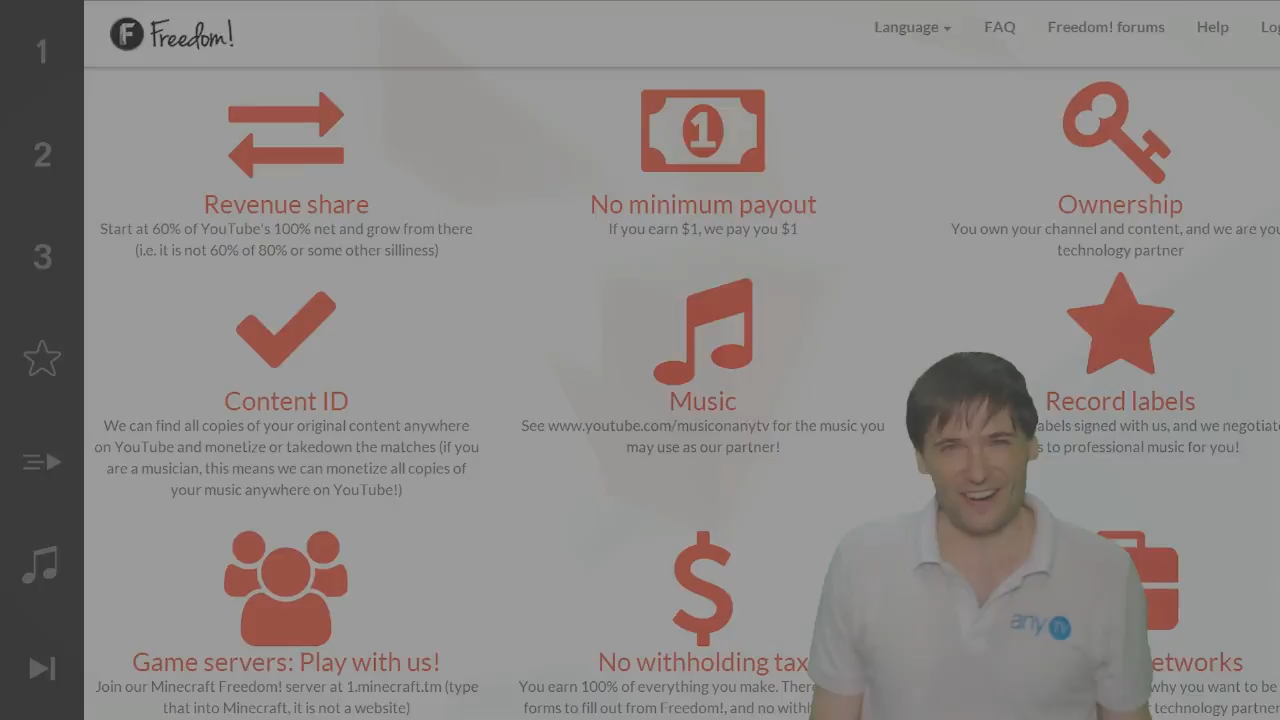 1
2
3
Freedom!
Language
FAQ
Freedom! forums
Help
Revenue share
Start at 60% of YouTube's 100% net and grow from there
(i.e. it is not 60% of 80% or some other silliness)
1
No minimum payout
If you earn $1, we pay you $1
Ownership
You own your channel and content, and we are
technology partner
Content ID
We can find all copies of your original content anywhere
on YouTube and monetize or takedown the matches (if you
are a musician, this means we can monetize all copies of
your music anywhere on YouTube!)
Music
See www.youtube.com/musiconanytv for the music you
may use as our partner!
Record labels
signed with us, and we
to professional music for you!
Game servers: Play with us!
Join our Minecraft Freedom! server at 1.minecraft.tm (type
that into Minecraft, it is not a website)
$
No withholding tax
You earn 100% of everything you make.
forms to fill out from Freedom!, and no
why you want to be
technology partner
any tv